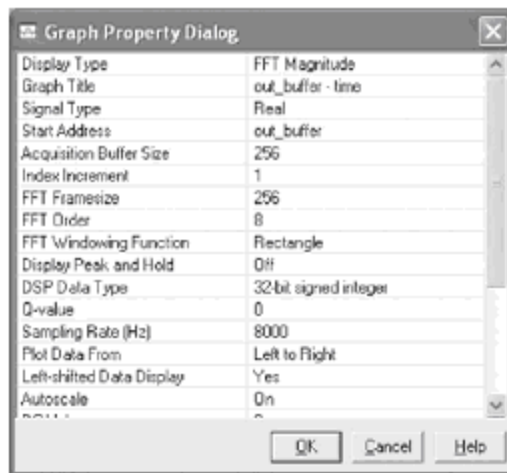 Graph Property Dialog
Display Type FFT Magnitude
Graph Title out_buffer - time
Signal Type Real
Start Address out_buffer
Acquisition Buffer Size 256
Index Increment 1
FFT Framesize 256
FFT Order 8
FFT Windowing Function Rectangle
Display Peak and Hold Off
DSP Data Type 32-bit signed integer
Q-value 0
Sampling Rate (Hz) 8000
Plot Data From Left to Right
Left-shifted Data Display Yes
Autoscale On
OK Cancel Help